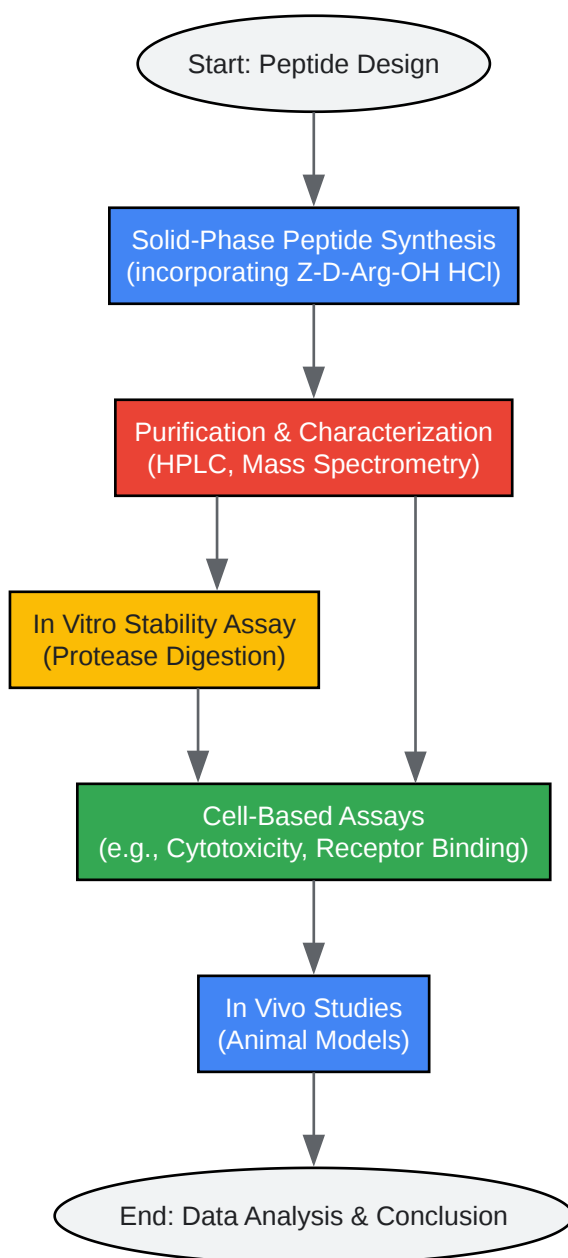 Start: Peptide Design
Solid-Phase Peptide Synthesis
(incorporating Z-D-Arg-OH HCl)
Purification & Characterization
(HPLC, Mass Spectrometry)
In Vitro Stability Assay
(Protease Digestion)
Cell-Based Assays
(e.g., Cytotoxicity, Receptor Binding)
In Vivo Studies
(Animal Models)
End: Data Analysis & Conclusion